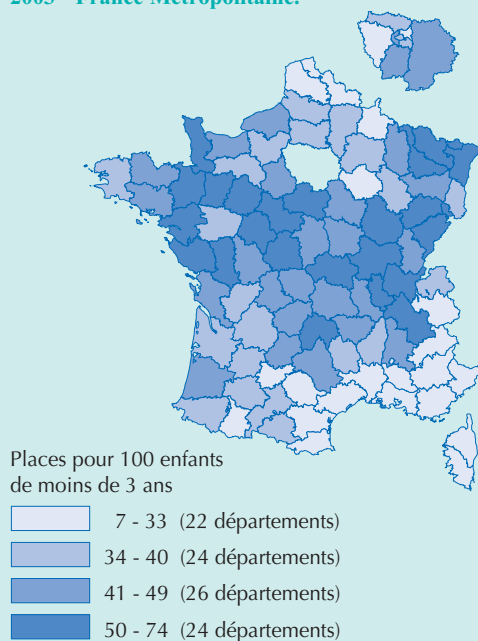 2005 - France Métropolitaine.
Places pour 100 enfants
de moins de 3 ans
7 - 33 (22 départements)
34 - 40 (24 départements)
41 - 49 (26 départements)
50 - 74 (24 départements)